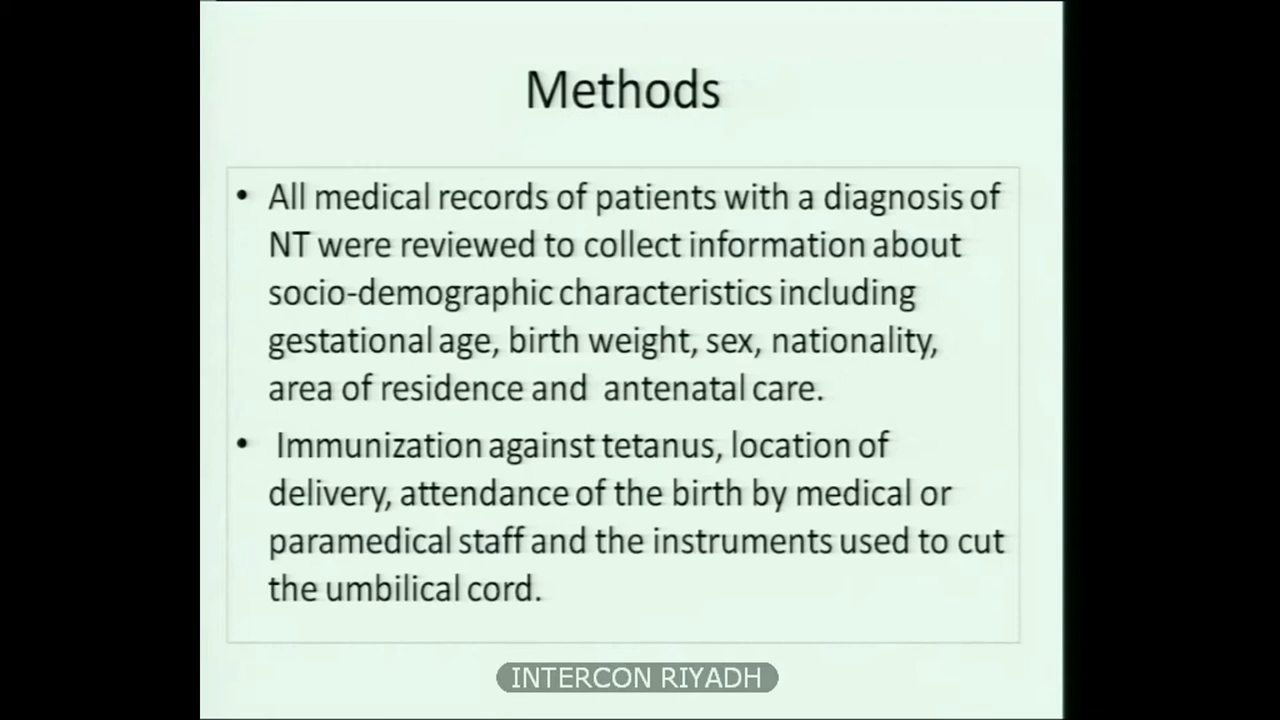 Methods
• All medical records of patients with a diagnosis of
NT were reviewed to collect information about
socio-demographic characteristics including
gestational age, birth weight, sex, nationality,
area of residence and antenatal care.
• Immunization against tetanus, location of
delivery, attendance of the birth by medical or
paramedical staff and the instruments used to cut
the umbilical cord.
INTERCON RIYADH